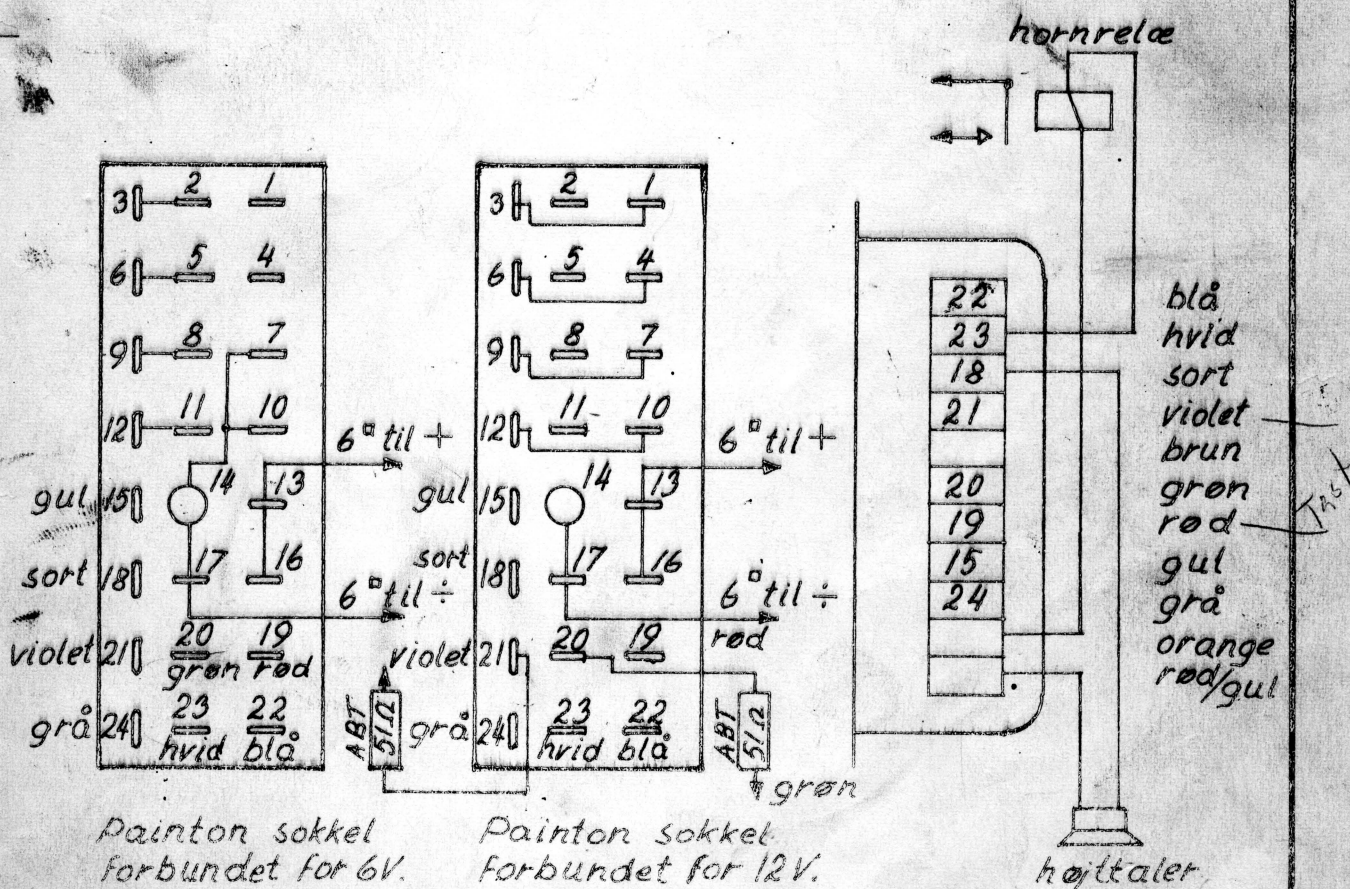 hornrelæ
3 2 1
6 5 4
9 8 7
12 11 10
6▫ til +
gul 15 14 13
sort 18 17 16
6▫ til ÷
violet 21 20 19
grøn rød
grå 24 23 22
hvid blå
ABT
51Ω
Painton sokkel
forbundet for 6V.
3 2 1
6 5 4
9 8 7
12 11 10
6▫ til +
gul 15 14 13
sort 18 17 16
6▫ til ÷
rød
violet 21 20 19
grå 24 23 22
hvid blå
ABT
51Ω
grøn
Painton sokkel
forbundet for 12V.
22 blå
23 hvid
18 sort
21 violet
brun
20 grøn
19 rød
15 gul
24 grå
orange
rød/gul
højttaler